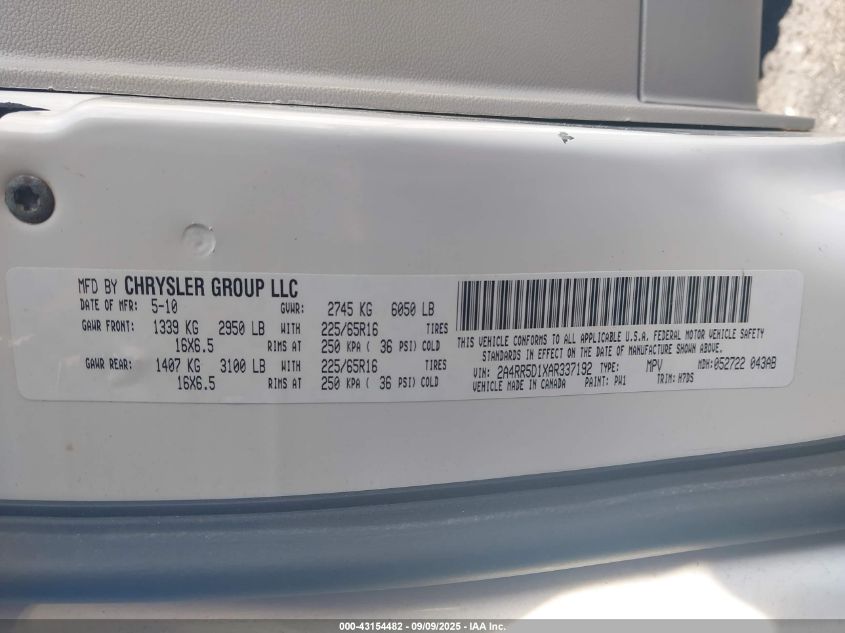 MFD BY CHRYSLER GROUP LLC
DATE OF MFR: 5-10 GVWR: 2745 KG 6050 LB
GAWR FRONT: 1339 KG 2950 LB WITH 225/65R16 TIRES
16X6.5 RIMS AT 250 KPA ( 36 PSI) COLD
GAWR REAR: 1407 KG 3100 LB WITH 225/65R16 TIRES
16X6.5 RIMS AT 250 KPA ( 36 PSI) COLD
THIS VEHICLE CONFORMS TO ALL APPLICABLE U.S.A. FEDERAL MOTOR VEHICLE SAFETY
STANDARDS IN EFFECT ON THE DATE OF MANUFACTURE SHOWN ABOVE.
VIN: 2A4RR5D1XAR337192 TYPE: MPV MDH: 052722 043AB
VEHICLE MADE IN CANADA PAINT: PW1 TRIM: H7DS
000-43154482 - 09/09/2025 - IAA Inc.